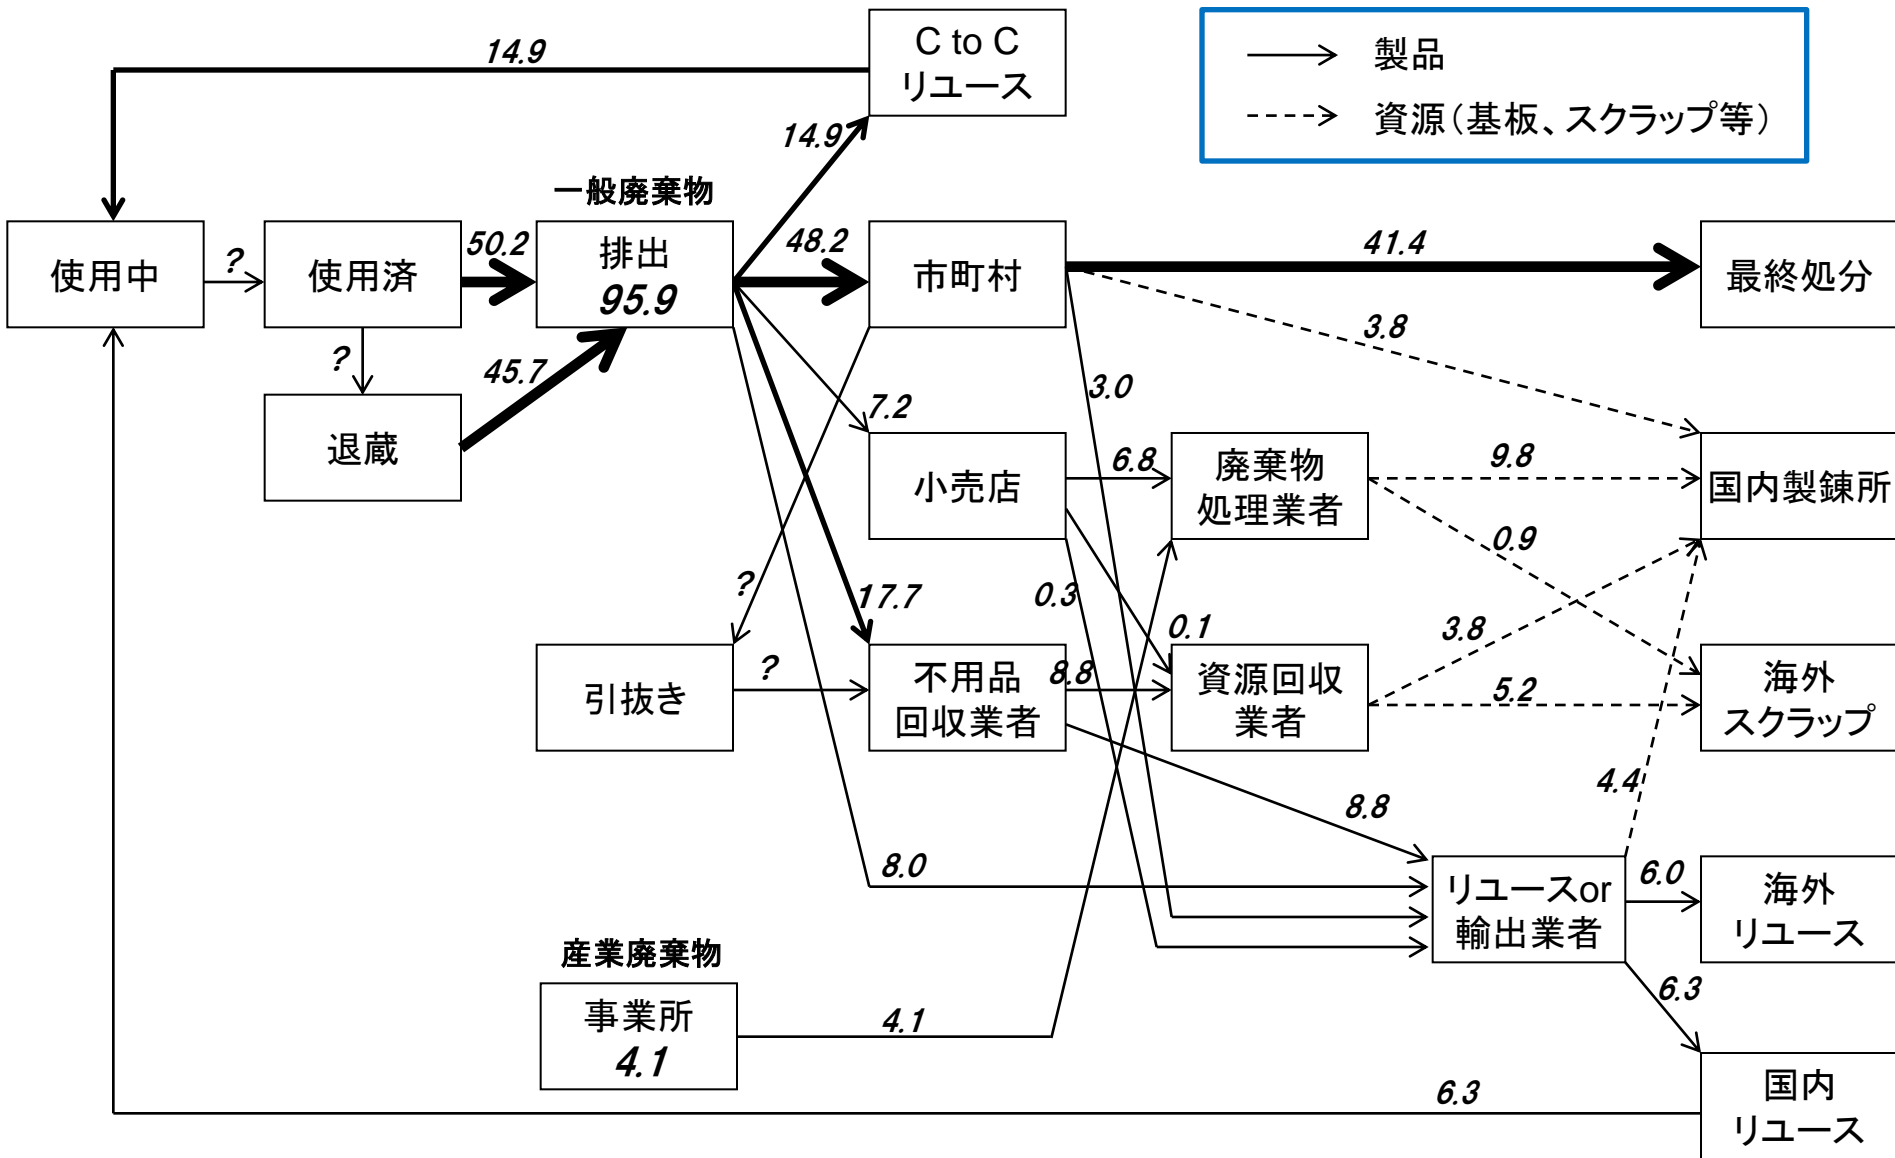 C to C
リユース
14.9
製品
資源（基板、スクラップ等）
14.9
一般廃棄物
使用中
?
使用済
50.2
排出
95.9
48.2
市町村
41.4
最終処分
?
退蔵
45.7
7.2
3.0
3.8
小売店
6.8
廃棄物
処理業者
9.8
国内製錬所
0.9
?
17.7
0.3
0.1
3.8
引抜き
?
不用品
回収業者
8.8
資源回収
業者
5.2
海外
スクラップ
4.4
8.8
8.0
リユースor
輸出業者
6.0
海外
リユース
産業廃棄物
事業所
4.1
4.1
6.3
6.3
国内
リユース